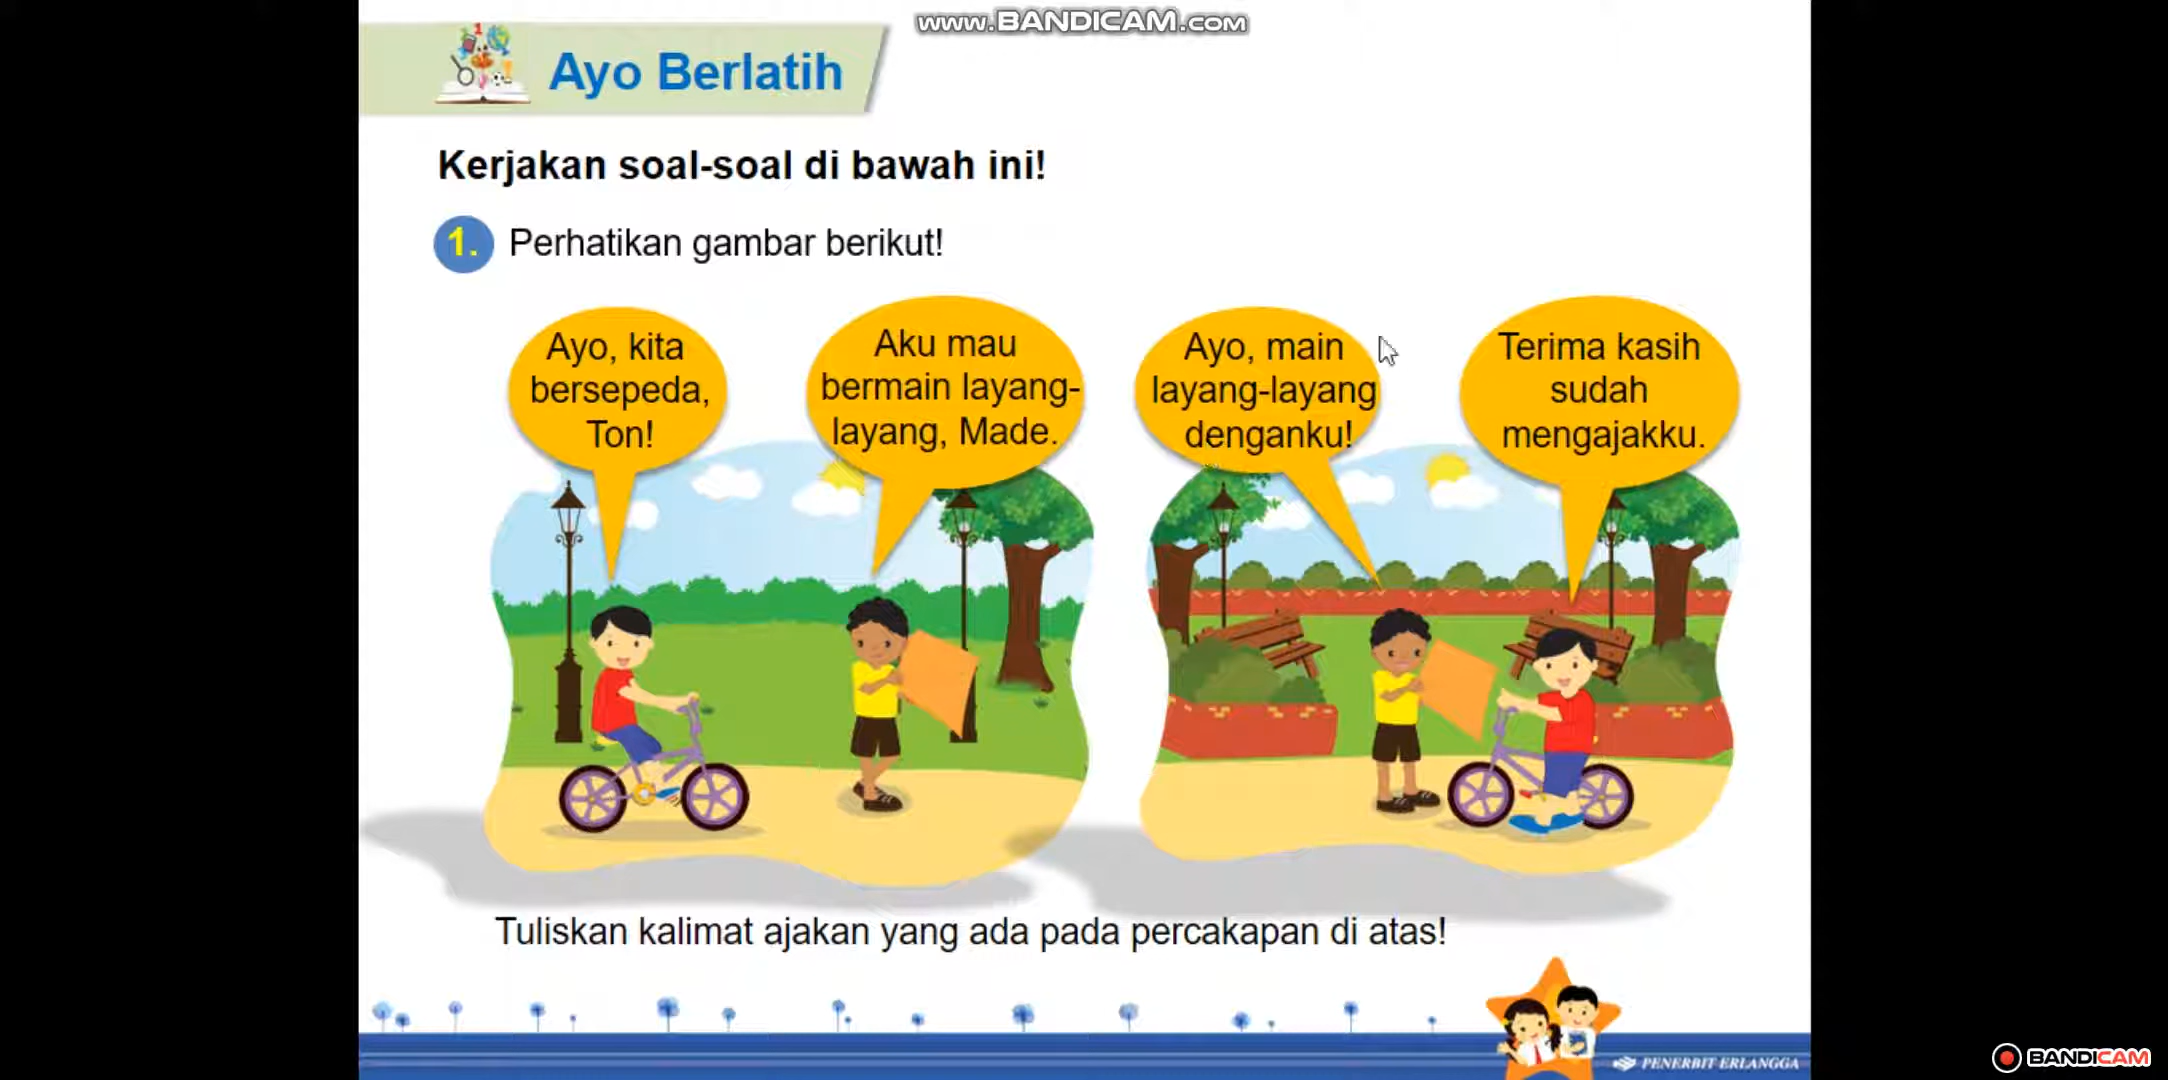 www.BANDICAM.com
Ayo Berlatih
Kerjakan soal-soal di bawah ini!
1. Perhatikan gambar berikut!
Ayo, kita
bersepeda,
Ton!
Aku mau
bermain layang-
layang, Made.
Ayo, main
layang-layang
denganku!
Terima kasih
sudah
mengajakku.
Tuliskan kalimat ajakan yang ada pada percakapan di atas!
PENERBIT ERLANGGA
BANDICAM